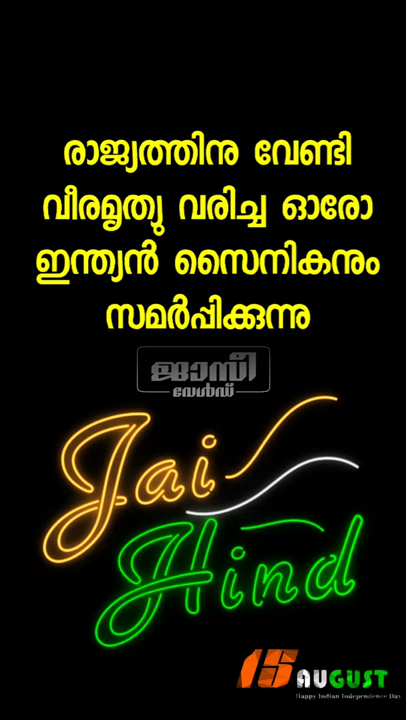 രാജ്യത്തിനു വേണ്ടി
വീരമൃത്യു വരിച്ച ഓരോ
ഇന്ത്യൻ സൈനികനും
സമർപ്പിക്കുന്നു
ജാസീ
വേൾഡ്
Jai
Hind
15 AUGUST
Happy Indian Independence Day